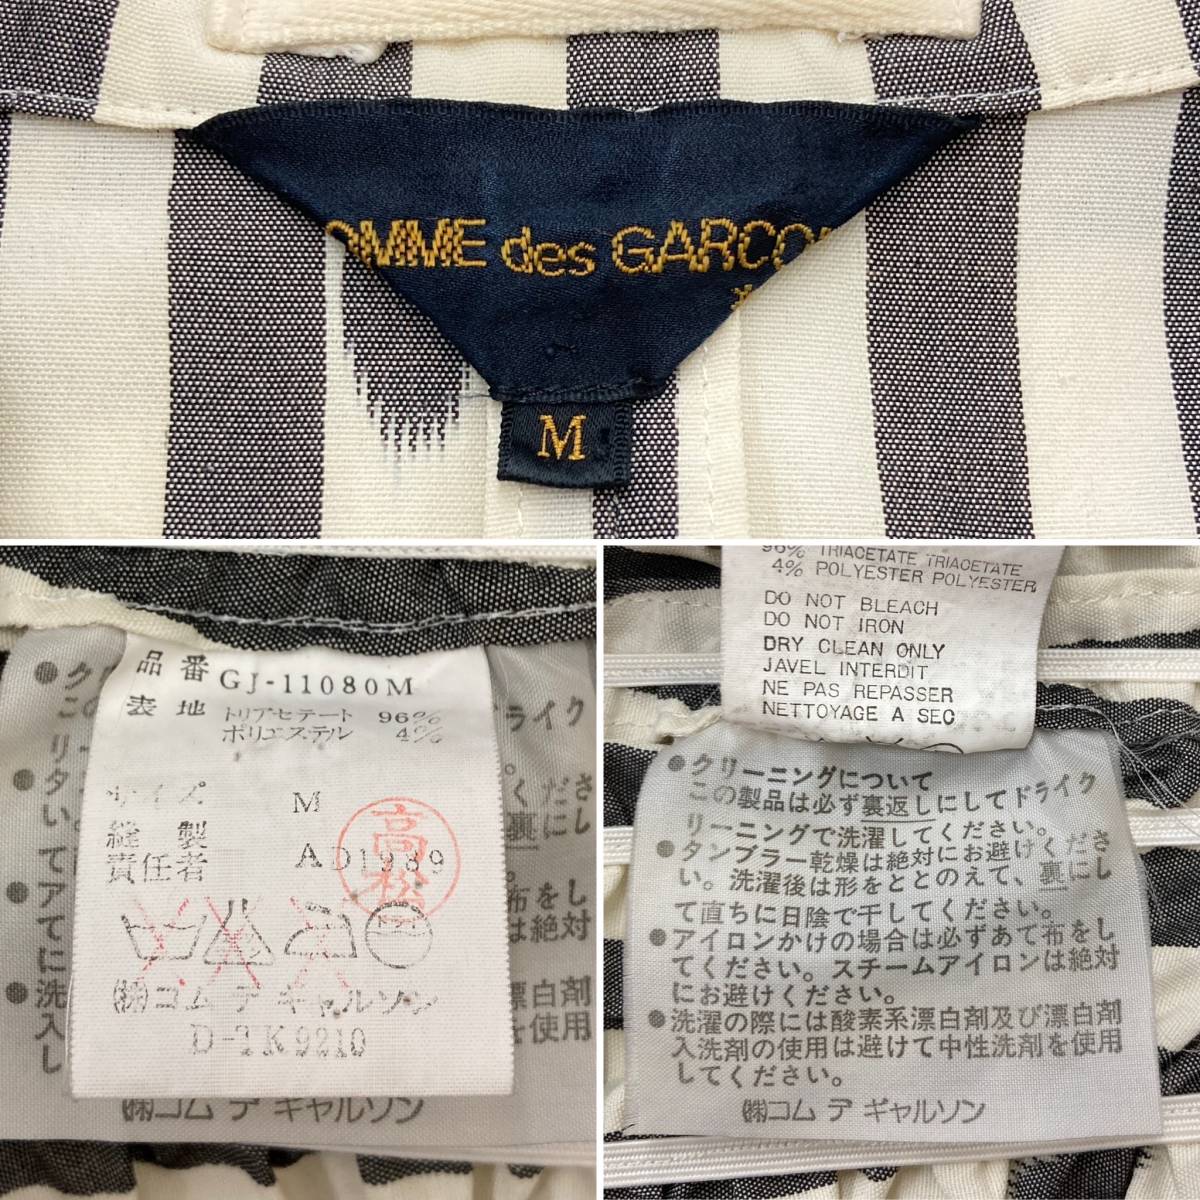 OMME des GARCO
M
品番 GJ-11080M
表地 トリアセテート 96%
ポリエステル 4%
サイズ M
縫製
責任者 AD1989
高松
㈱コム デ ギャルソン
D-1K9210
㈱コム デ ギャルソン
96% TRIACETATE TRIACETATE
4% POLYESTER POLYESTER
DO NOT BLEACH
DO NOT IRON
DRY CLEAN ONLY
JAVEL INTERDIT
NE PAS REPASSER
NETTOYAGE A SEC
●クリーニングについて
この製品は必ず裏返しにしてドライク
リーニングで洗濯してください。
●タンブラー乾燥は絶対にお避けくださ
い。洗濯後は形をととのえて、裏にし
て直ちに日陰で干してください。
●アイロンかけの場合は必ずあて布をし
てください。スチームアイロンは絶対
にお避けください。
●洗濯の際には酸素系漂白剤及び漂白剤
入洗剤の使用は避けて中性洗剤を使用
してください。
㈱コム デ ギャルソン